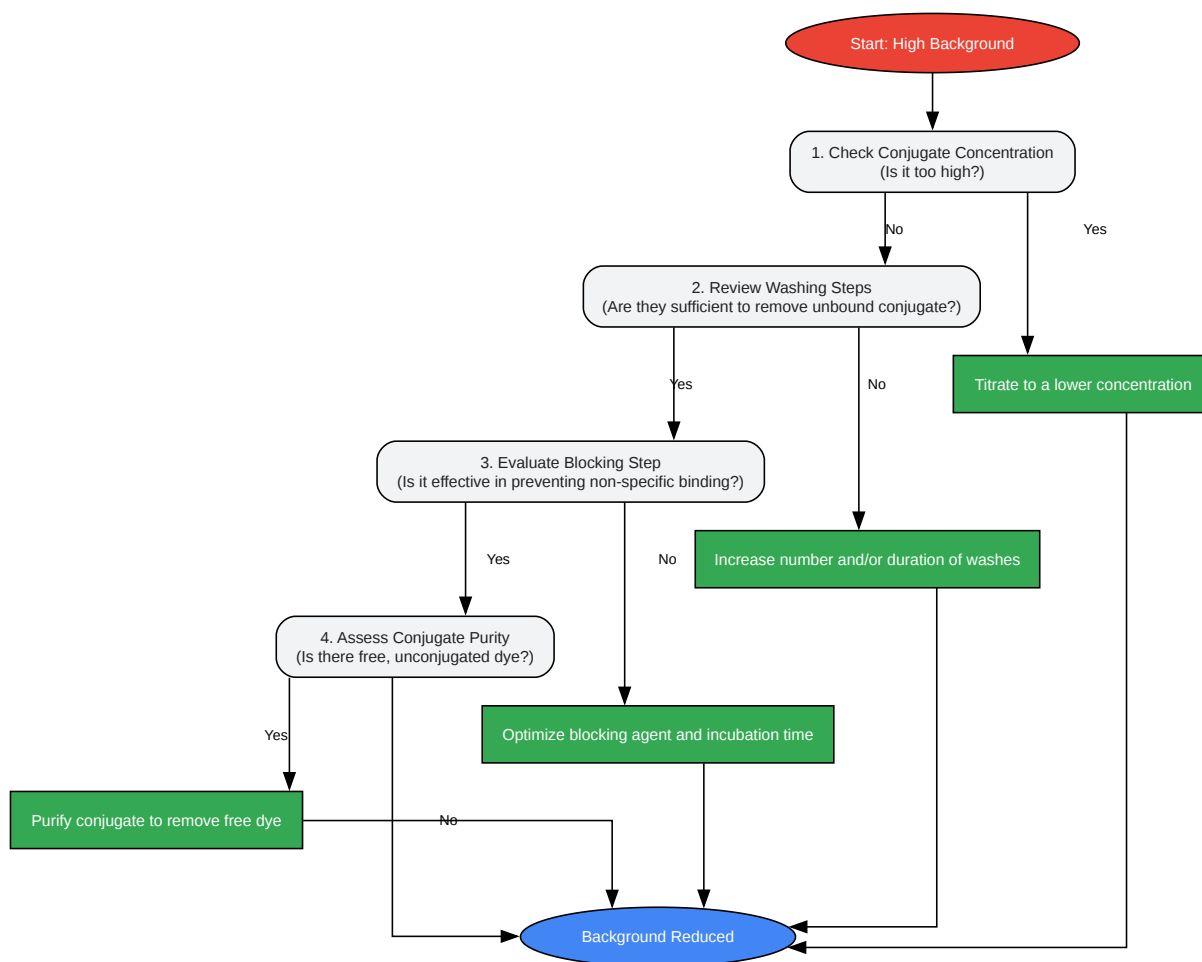 Start: High Background
1. Check Conjugate Concentration
(Is it too high?)
No
Yes
2. Review Washing Steps
(Are they sufficient to remove unbound conjugate?)
Yes
No
Titrate to a lower concentration
3. Evaluate Blocking Step
(Is it effective in preventing non-specific binding?)
Yes
No
Increase number and/or duration of washes
4. Assess Conjugate Purity
(Is there free, unconjugated dye?)
Yes
Optimize blocking agent and incubation time
Purify conjugate to remove free dye
No
Background Reduced